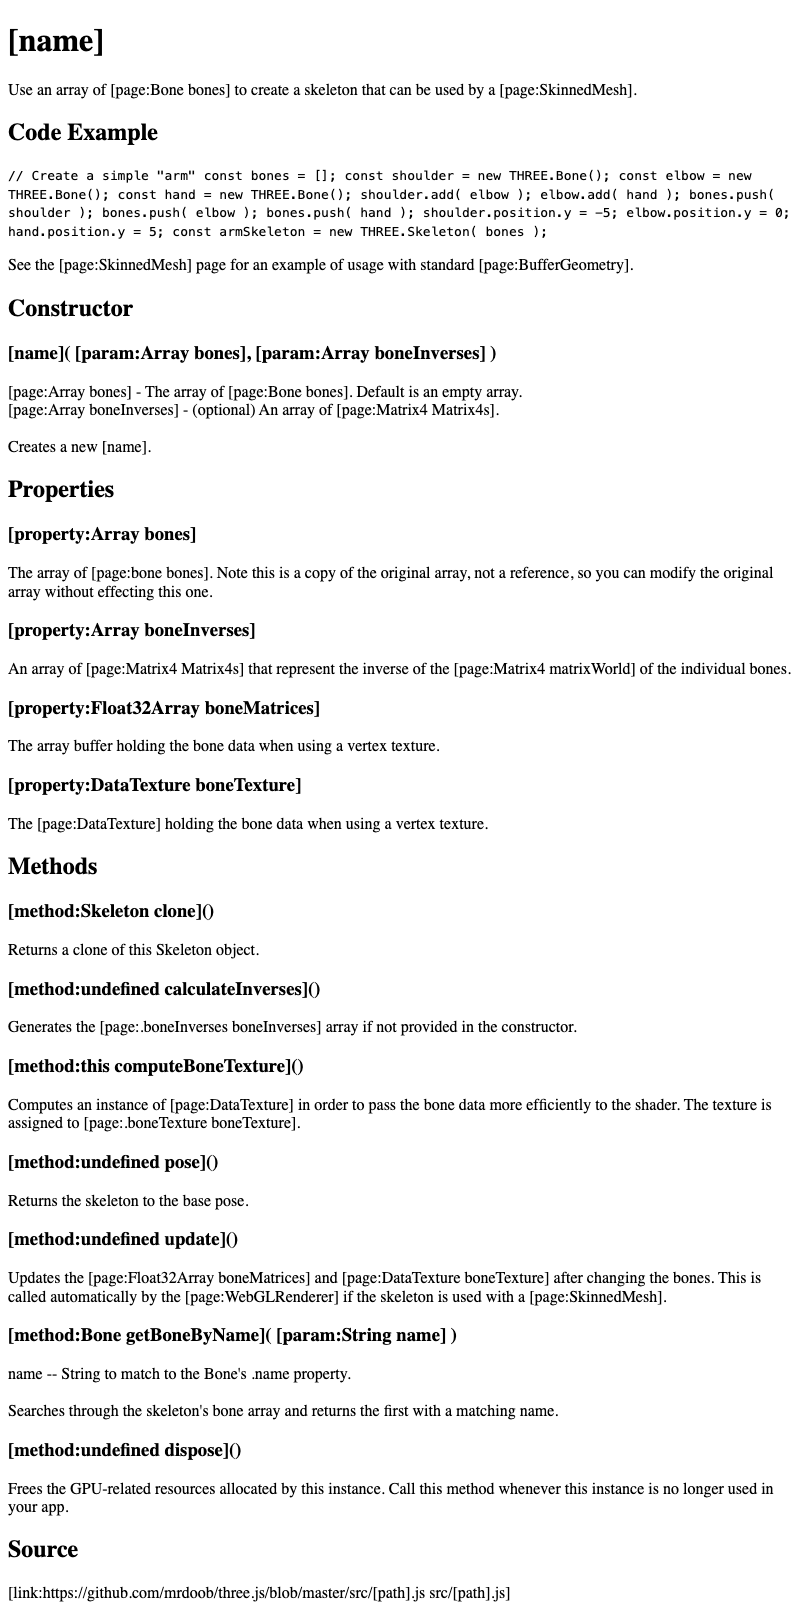 [name]
Use an array of [page:Bone bones] to create a skeleton that can be used by a [page:SkinnedMesh].
Code Example
// Create a simple "arm" const bones = []; const shoulder = new THREE.Bone(); const elbow = new
THREE.Bone(); const hand = new THREE.Bone(); shoulder.add( elbow ); elbow.add( hand ); bones.push(
shoulder ); bones.push( elbow ); bones.push( hand ); shoulder.position.y = -5; elbow.position.y = 0;
hand.position.y = 5; const armSkeleton = new THREE.Skeleton( bones );
See the [page:SkinnedMesh] page for an example of usage with standard [page:BufferGeometry].
Constructor
[name]( [param:Array bones], [param:Array boneInverses] )
[page:Array bones] - The array of [page:Bone bones]. Default is an empty array.
[page:Array boneInverses] - (optional) An array of [page:Matrix4 Matrix4s].
Creates a new [name].
Properties
[property:Array bones]
The array of [page:bone bones]. Note this is a copy of the original array, not a reference, so you can modify the original
array without effecting this one.
[property:Array boneInverses]
An array of [page:Matrix4 Matrix4s] that represent the inverse of the [page:Matrix4 matrixWorld] of the individual bones.
[property:Float32Array boneMatrices]
The array buffer holding the bone data when using a vertex texture.
[property:DataTexture boneTexture]
The [page:DataTexture] holding the bone data when using a vertex texture.
Methods
[method:Skeleton clone]()
Returns a clone of this Skeleton object.
[method:undefined calculateInverses]()
Generates the [page:.boneInverses boneInverses] array if not provided in the constructor.
[method:this computeBoneTexture]()
Computes an instance of [page:DataTexture] in order to pass the bone data more efficiently to the shader. The texture is
assigned to [page:.boneTexture boneTexture].
[method:undefined pose]()
Returns the skeleton to the base pose.
[method:undefined update]()
Updates the [page:Float32Array boneMatrices] and [page:DataTexture boneTexture] after changing the bones. This is
called automatically by the [page:WebGLRenderer] if the skeleton is used with a [page:SkinnedMesh].
[method:Bone getBoneByName]( [param:String name] )
name -- String to match to the Bone's .name property.
Searches through the skeleton's bone array and returns the first with a matching name.
[method:undefined dispose]()
Frees the GPU-related resources allocated by this instance. Call this method whenever this instance is no longer used in
your app.
Source
[link:https://github.com/mrdoob/three.js/blob/master/src/[path].js src/[path].js]